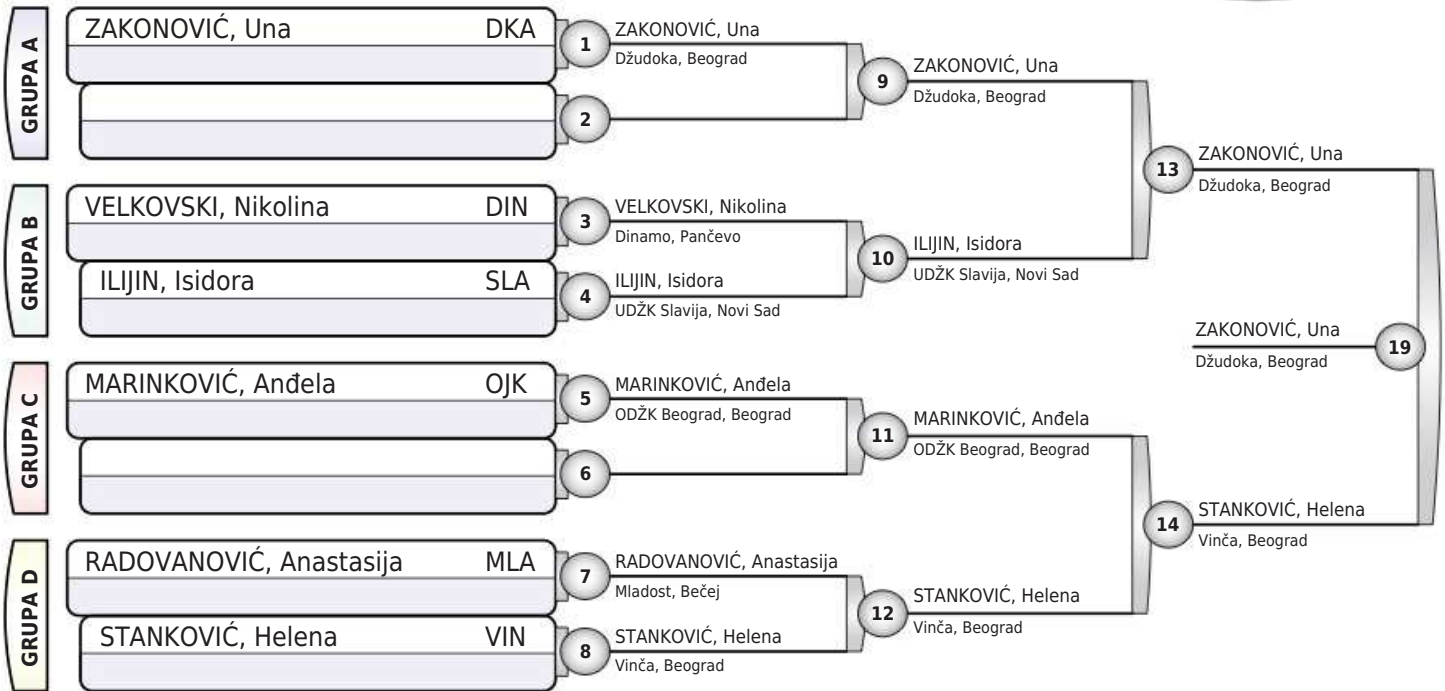 GRUPA A
ZAKONOVIĆ, Una DKA
1
2
ZAKONOVIĆ, Una
Džudoka, Beograd
9
ZAKONOVIĆ, Una
Džudoka, Beograd
GRUPA B
VELKOVSKI, Nikolina DIN
ILIJIN, Isidora SLA
3
4
VELKOVSKI, Nikolina
Dinamo, Pančevo
ILIJIN, Isidora
UDŽK Slavija, Novi Sad
10
ILIJIN, Isidora
UDŽK Slavija, Novi Sad
13
ZAKONOVIĆ, Una
Džudoka, Beograd
GRUPA C
MARINKOVIĆ, Anđela OJK
5
6
MARINKOVIĆ, Anđela
ODŽK Beograd, Beograd
11
MARINKOVIĆ, Anđela
ODŽK Beograd, Beograd
GRUPA D
RADOVANOVIĆ, Anastasija MLA
STANKOVIĆ, Helena VIN
7
8
RADOVANOVIĆ, Anastasija
Mladost, Bečej
STANKOVIĆ, Helena
Vinča, Beograd
12
STANKOVIĆ, Helena
Vinča, Beograd
14
STANKOVIĆ, Helena
Vinča, Beograd
ZAKONOVIĆ, Una
Džudoka, Beograd
19